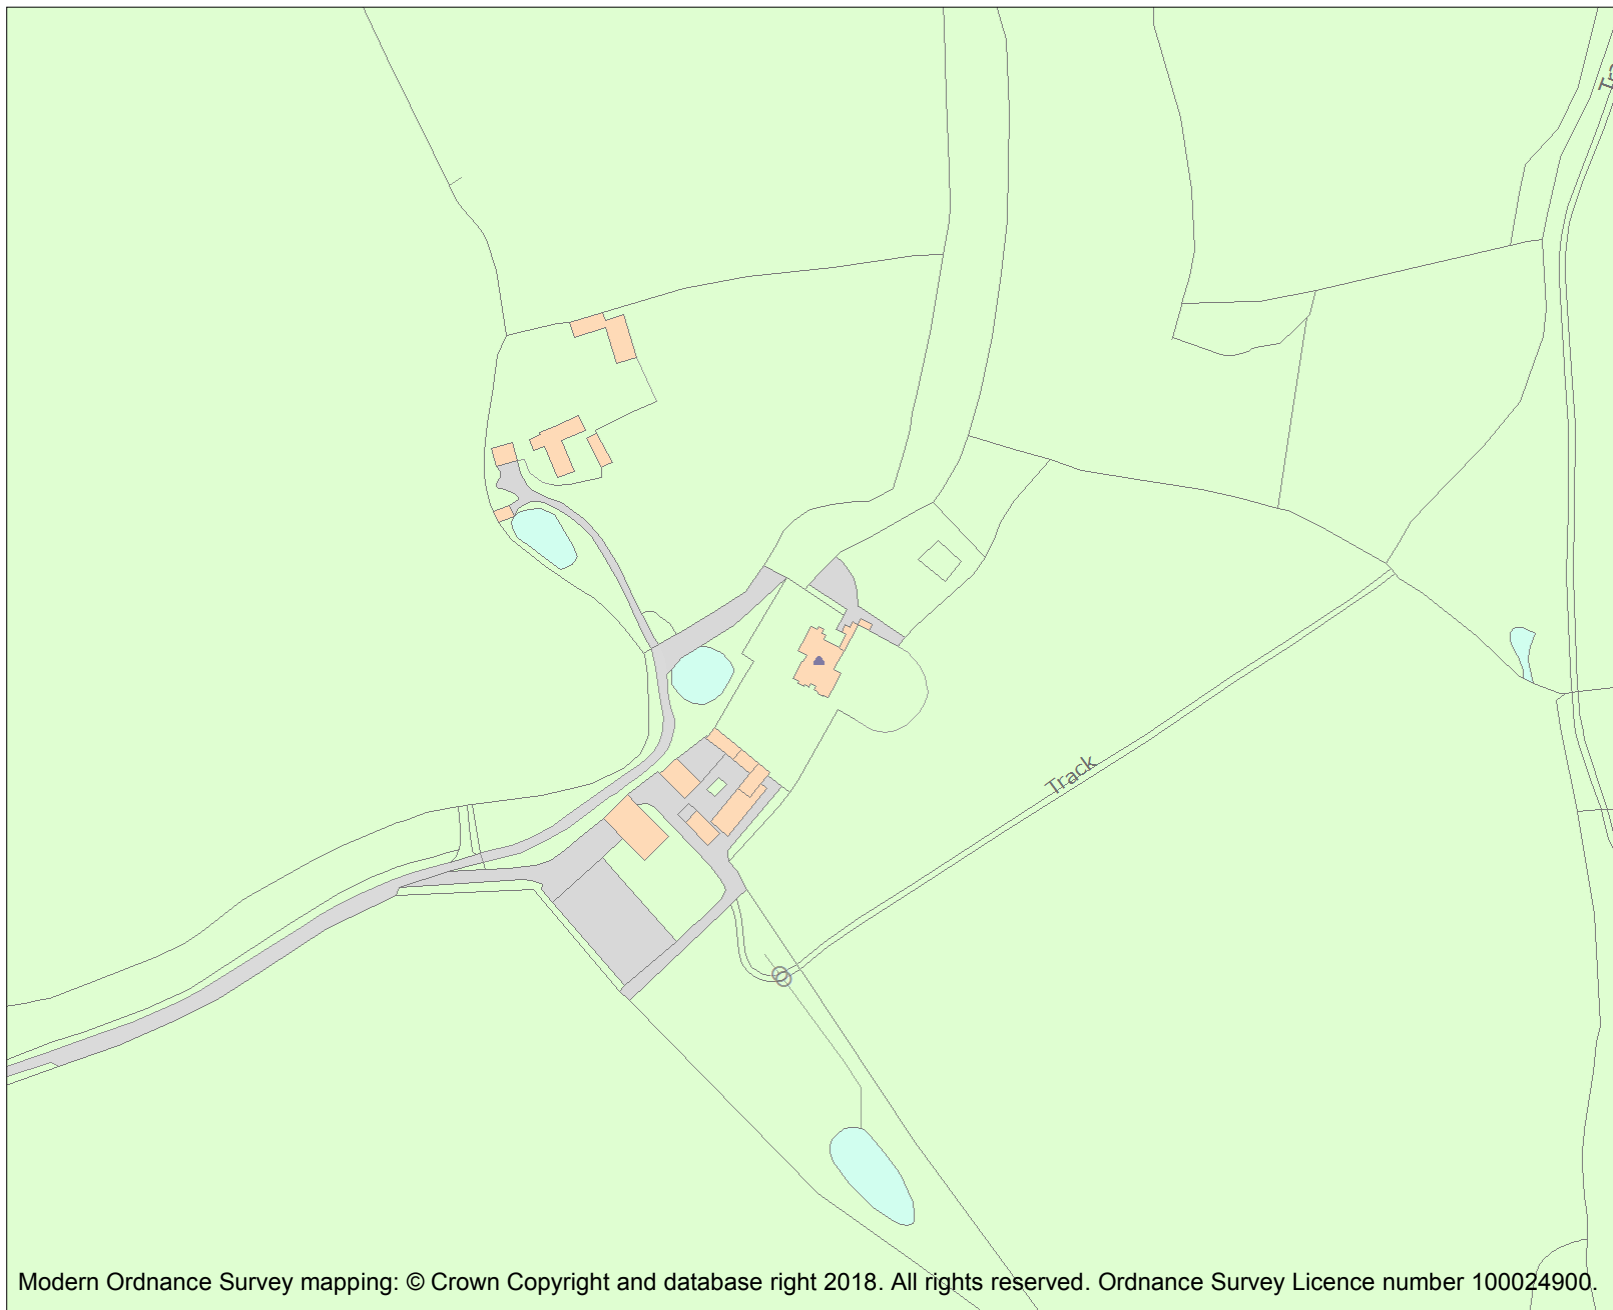 Track
Modern Ordnance Survey mapping: © Crown Copyright and database right 2018. All rights reserved. Ordnance Survey Licence number 100024900.